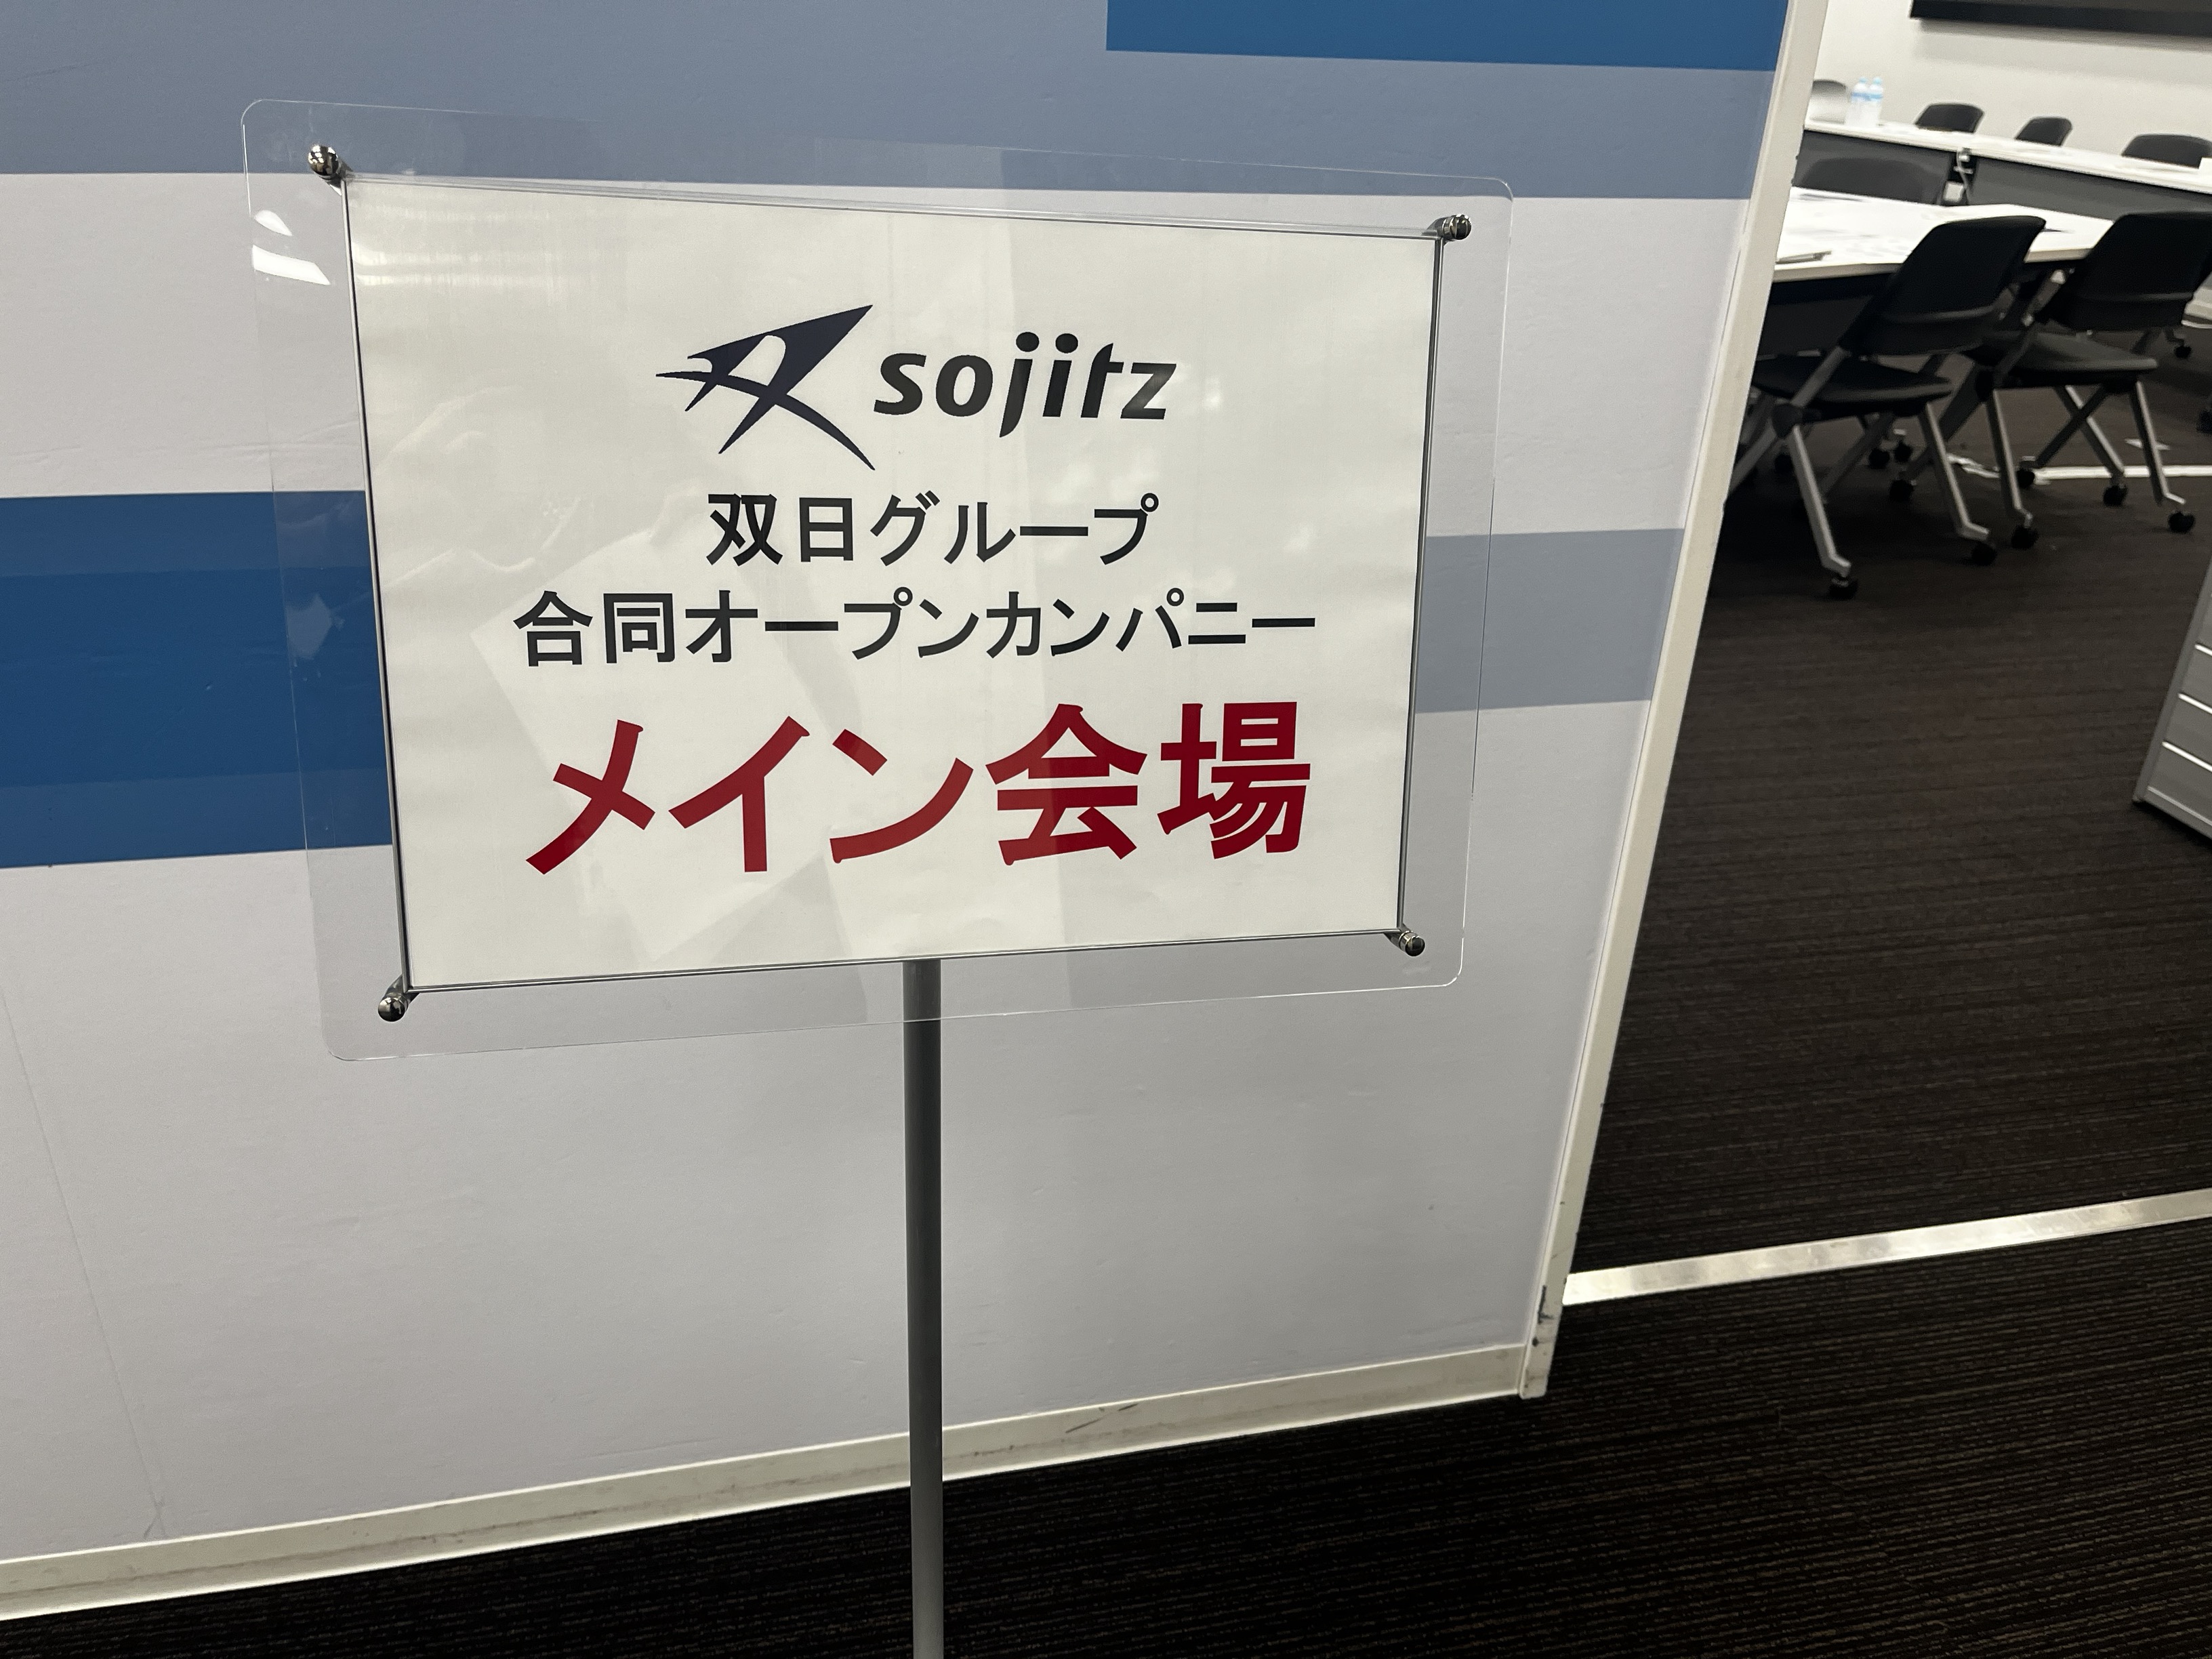 sojitz
双日グループ
合同オープンカンパニー
メイン会場